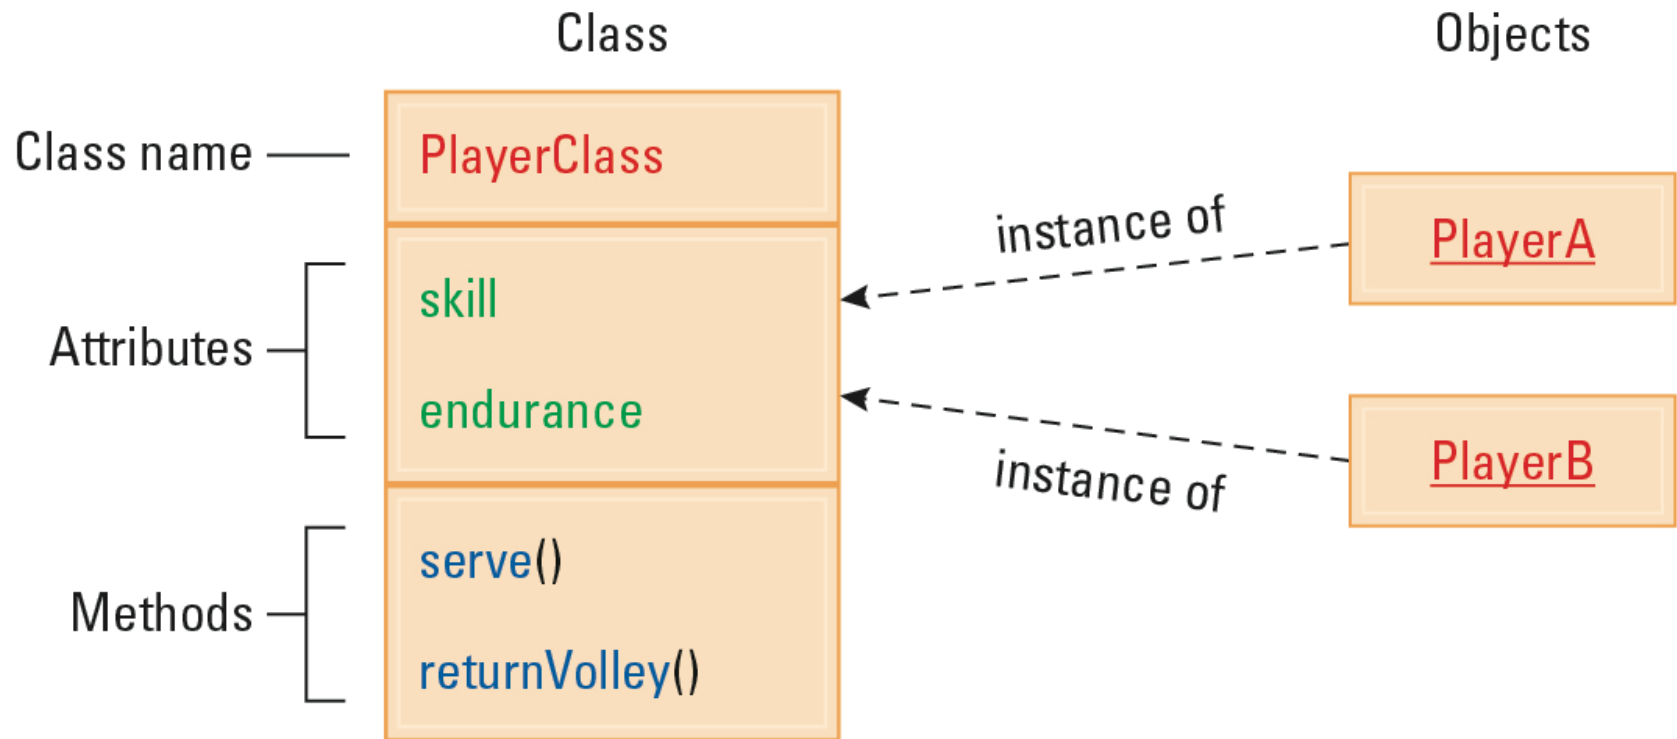 Class
Objects
Class name
PlayerClass
instance of
PlayerA
Attributes
skill
endurance
instance of
PlayerB
Methods
serve()
returnVolley()